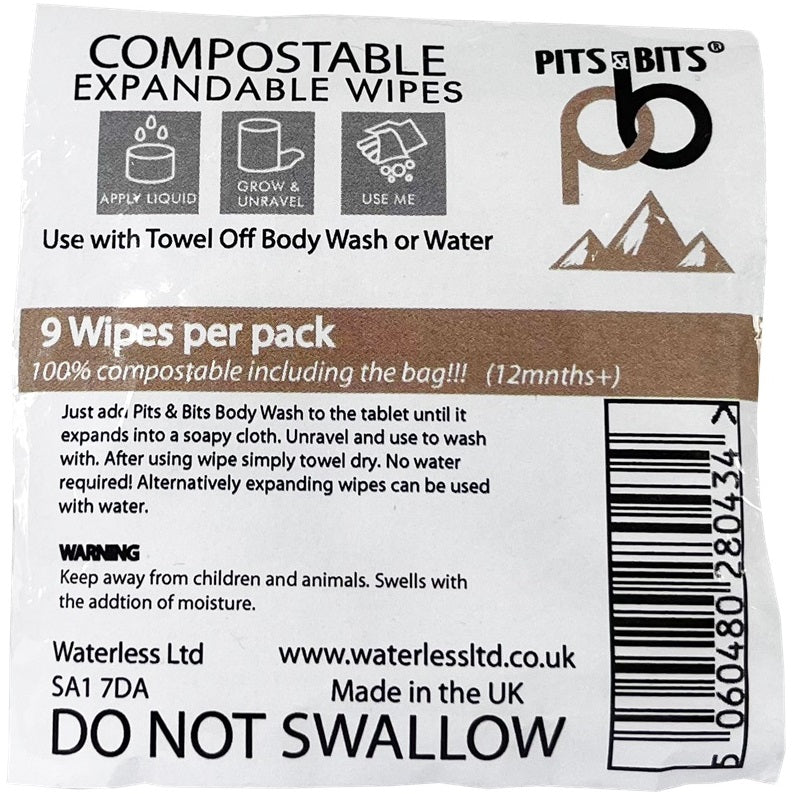 COMPOSTABLE
EXPANDABLE WIPES
PITS & BITS®
pb
APPLY LIQUID
GROW &
UNRAVEL
USE ME
Use with Towel Off Body Wash or Water
9 Wipes per pack
100% compostable including the bag!!! (12mnths+)
Just add Pits & Bits Body Wash to the tablet until it
expands into a soapy cloth. Unravel and use to wash
with. After using wipe simply towel dry. No water
required! Alternatively expanding wipes can be used
with water.
WARNING
Keep away from children and animals. Swells with
the addtion of moisture.
Waterless Ltd
www.waterlessltd.co.uk
SA1 7DA
Made in the UK
DO NOT SWALLOW
5 060480 280434 >